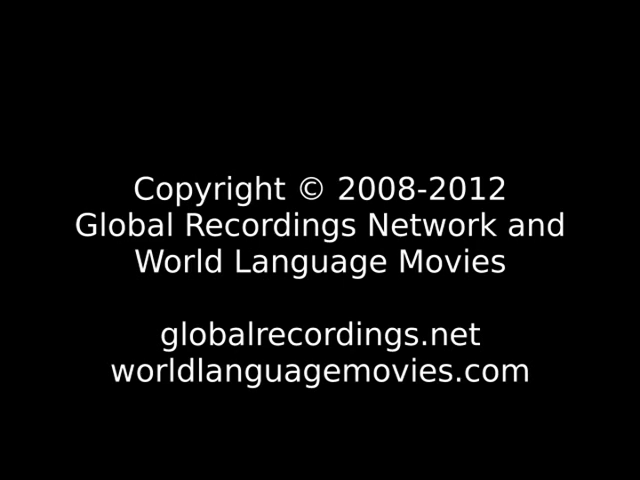 Copyright © 2008-2012
Global Recordings Network and
World Language Movies
globalrecordings.net
worldlanguagemovies.com